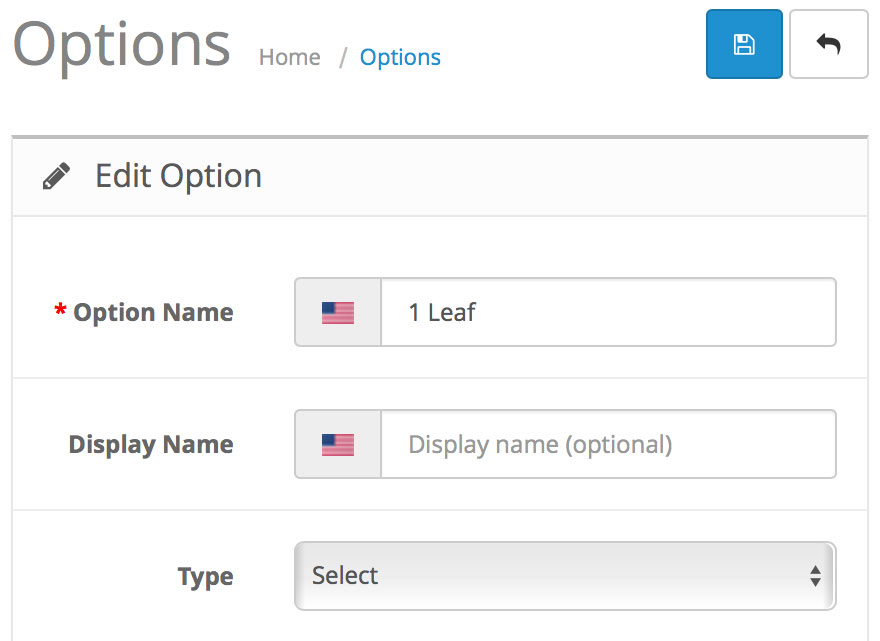 Options Home / Options
Edit Option
* Option Name 1 Leaf
Display Name Display name (optional)
Type Select